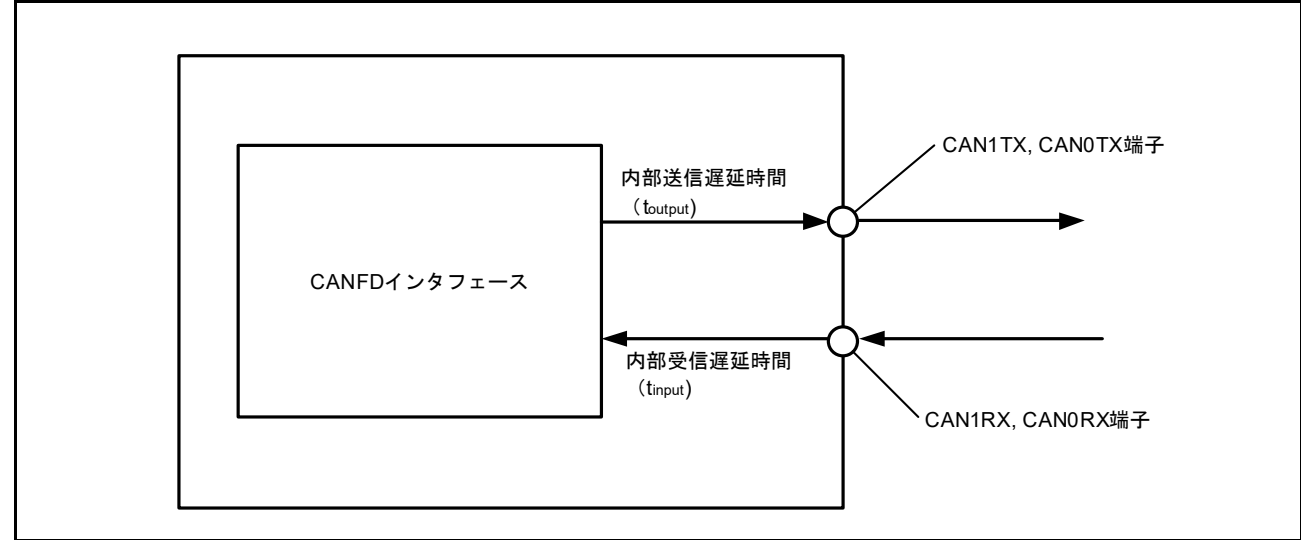 CAN1TX, CAN0TX端子
内部送信遅延時間
（toutput)
CANFDインタフェース
内部受信遅延時間
（tinput)
CAN1RX, CAN0RX端子